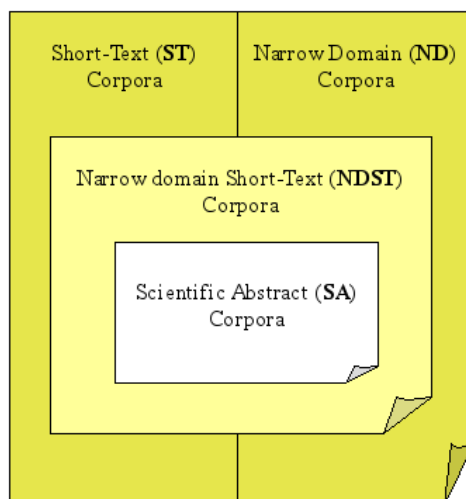 Short-Text (ST)
Corpora
Narrow Domain (ND)
Corpora
Narrow domain Short-Text (NDST)
Corpora
Scientific Abstract (SA)
Corpora